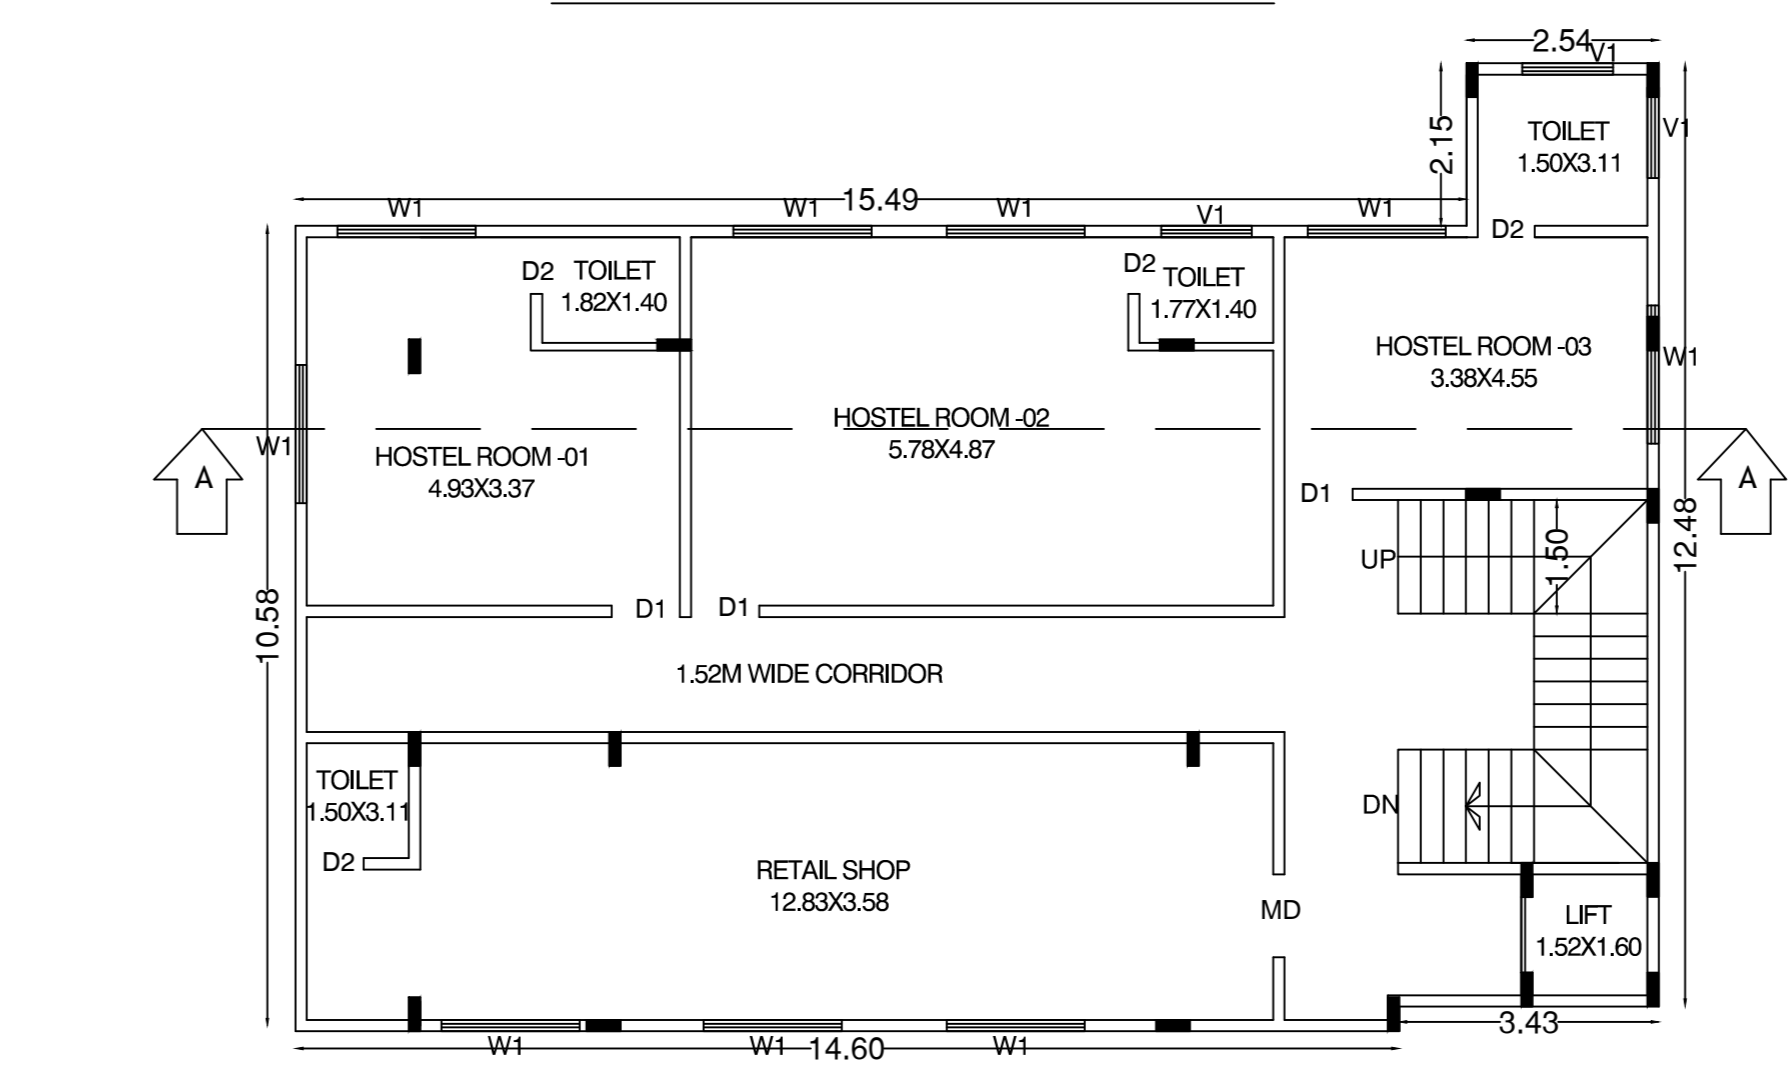 2.54
V1
2.15
TOILET
1.50X3.11
V1
15.49
W1
W1
W1
V1
W1
D2
D2
TOILET
1.82X1.40
D2
TOILET
1.77X1.40
HOSTEL ROOM -03
3.38X4.55
W1
HOSTEL ROOM -02
5.78X4.87
W1
HOSTEL ROOM -01
4.93X3.37
A
A
D1
12.48
1.50
UP
10.58
D1
D1
1.52M WIDE CORRIDOR
TOILET
1.50X3.11
D2
DN
RETAIL SHOP
12.83X3.58
MD
LIFT
1.52X1.60
3.43
W1
W1
14.60
W1